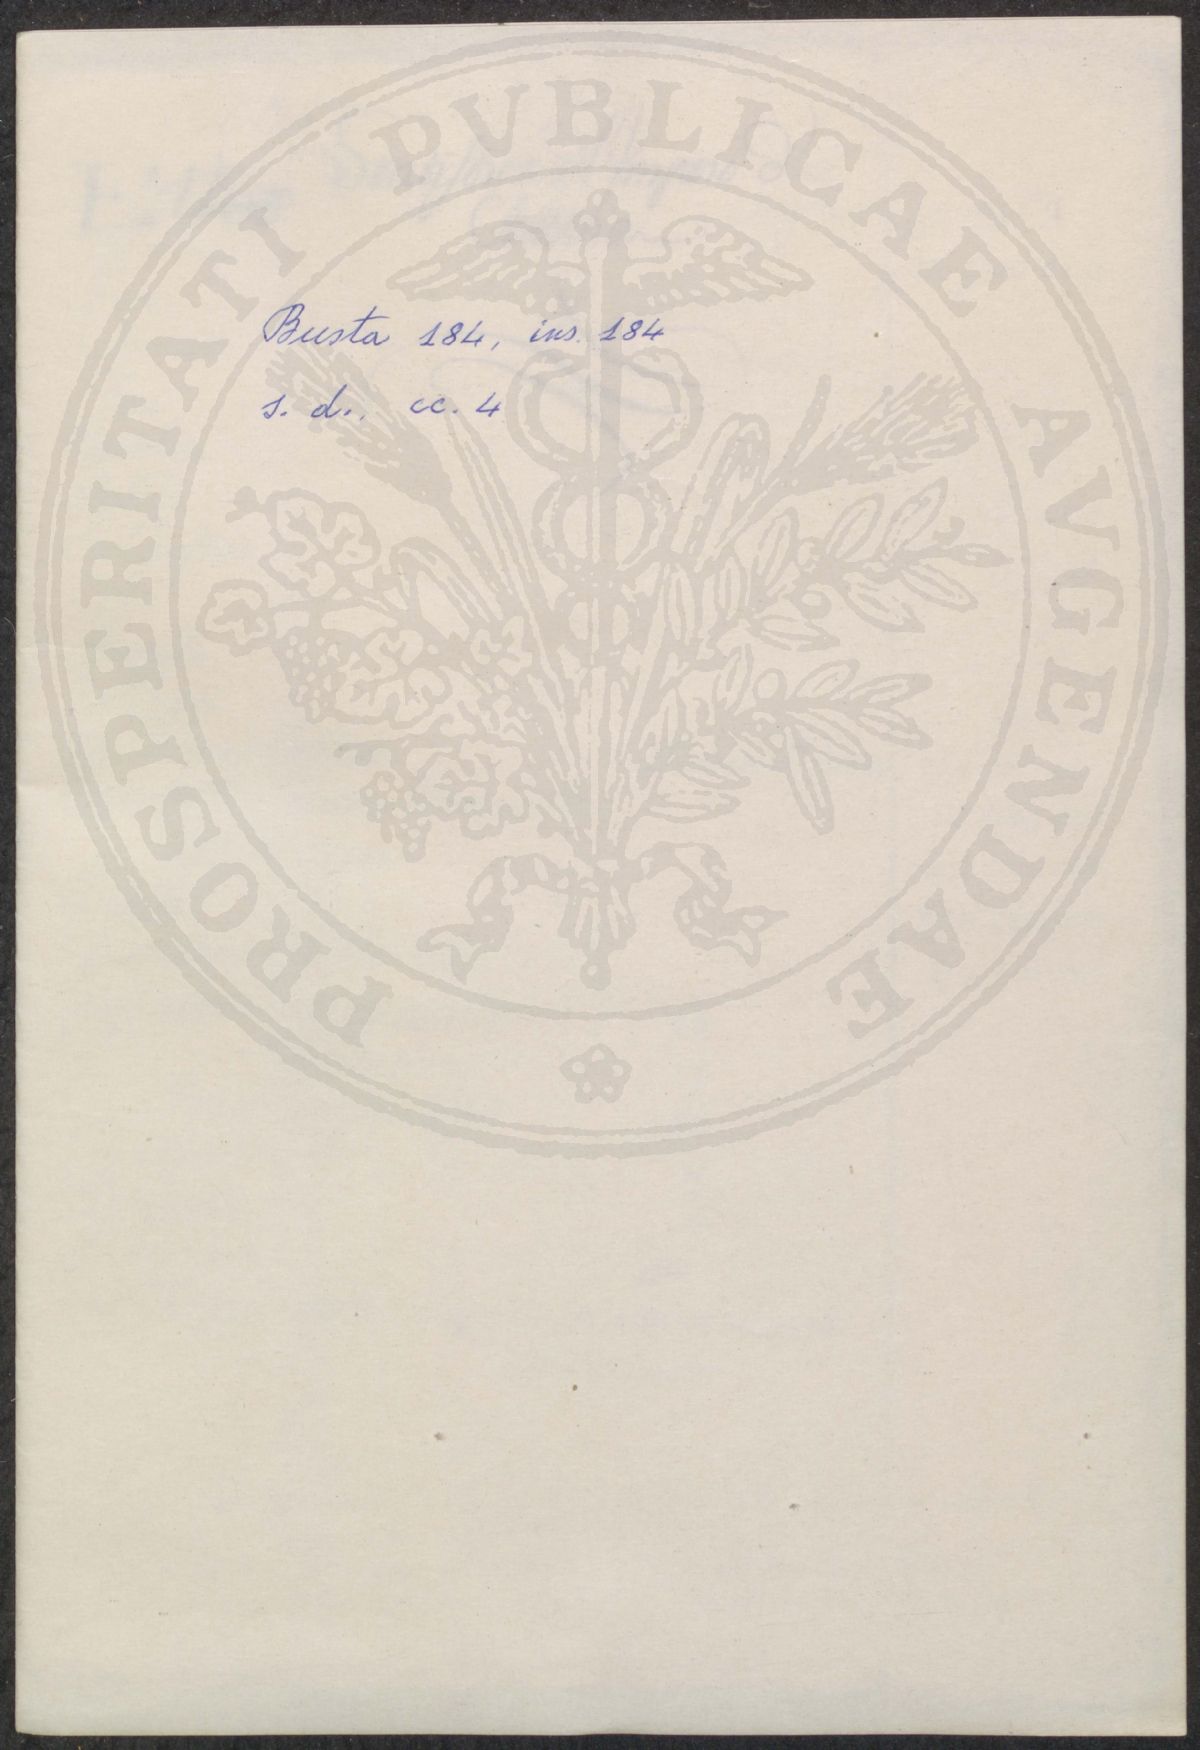 PROSPERITATI PVBLICAE AVGENDAE
Busta 184, ins. 184
s. d., cc. 4